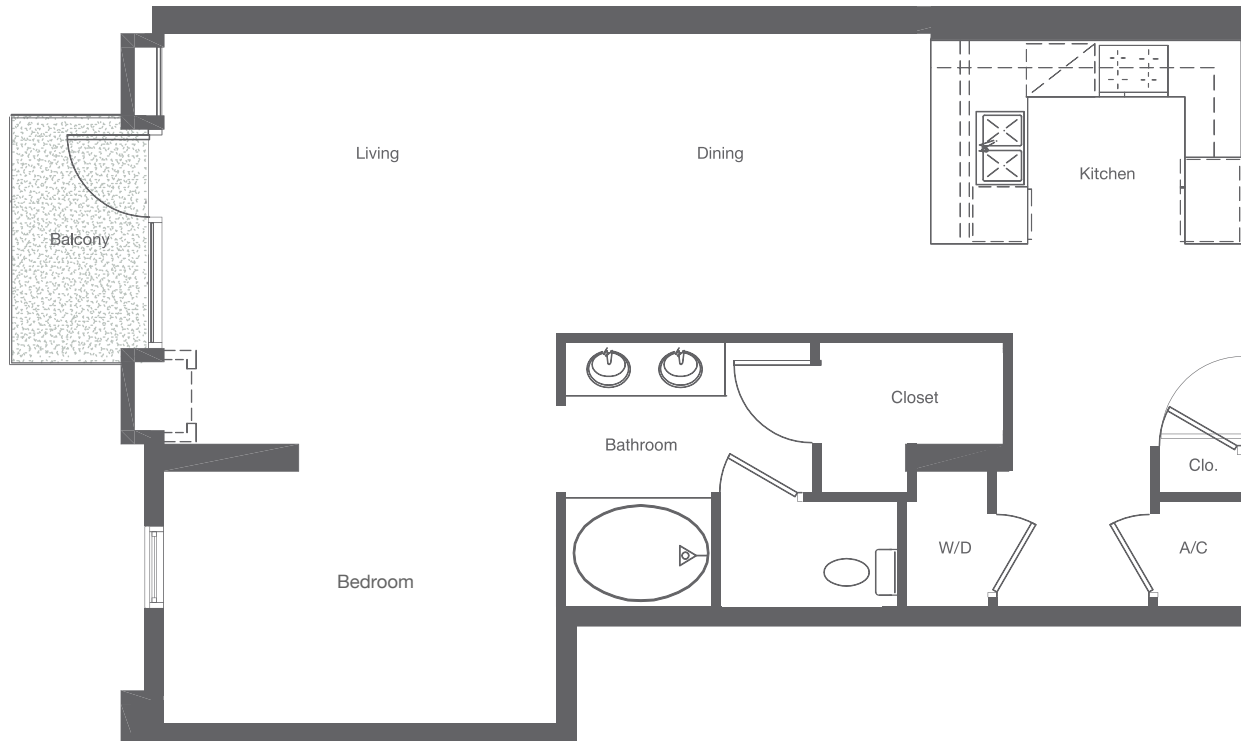 Living
Dining
Kitchen
Balcony
Closet
Bathroom
Clo.
W/D
A/C
Bedroom